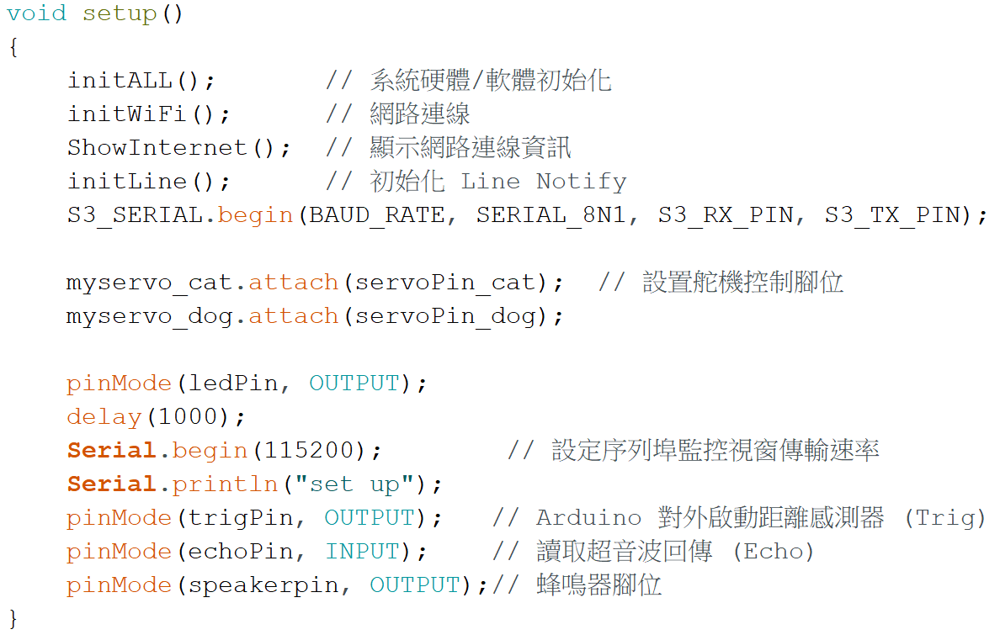 void setup()
{
    initALL();       // 系統硬體/軟體初始化
    initWiFi();      // 網路連線
    ShowInternet();  // 顯示網路連線資訊
    initLine();      // 初始化 Line Notify
    S3_SERIAL.begin(BAUD_RATE, SERIAL_8N1, S3_RX_PIN, S3_TX_PIN);
    myservo_cat.attach(servoPin_cat);  // 設置舵機控制腳位
    myservo_dog.attach(servoPin_dog);
    pinMode(ledPin, OUTPUT);
    delay(1000);
    Serial.begin(115200);        // 設定序列埠監控視窗傳輸速率
    Serial.println("set up");
    pinMode(trigPin, OUTPUT);   // Arduino 對外啟動距離感測器 (Trig)
    pinMode(echoPin, INPUT);    // 讀取超音波回傳 (Echo)
    pinMode(speakerpin, OUTPUT);// 蜂鳴器腳位
}